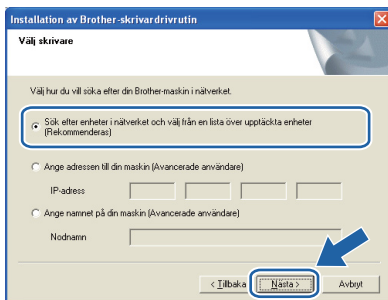 Installation av Brother-skrivardrivrutin
Välj skrivare
Välj hur du vill söka efter din Brother-maskin i nätverket.
Sök efter enheter i nätverket och välj från en lista över upptäckta enheter
(Rekommenderas)
Ange adressen till din maskin (Avancerade användare)
IP-adress
Ange namnet på din maskin (Avancerade användare)
Nodnamn
< Tillbaka Nästa > Avbryt